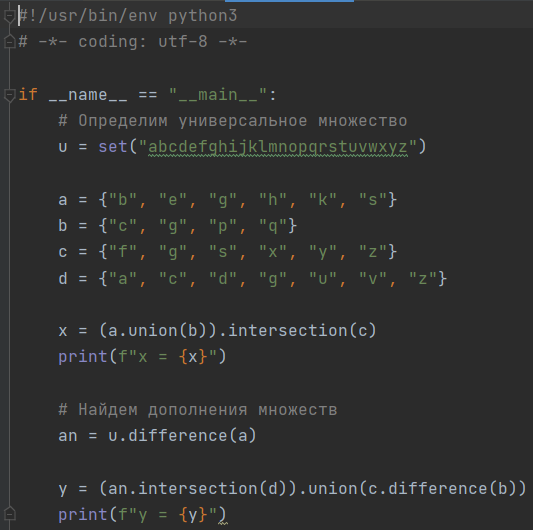 #!/usr/bin/env python3
# -*- coding: utf-8 -*-
if __name__ == "__main__":
# Определим универсальное множество
u = set("abcdefghijklmnopqrstuvwxyz")
a = {"b", "e", "g", "h", "k", "s"}
b = {"c", "g", "p", "q"}
c = {"f", "g", "s", "x", "y", "z"}
d = {"a", "c", "d", "g", "u", "v", "z"}
x = (a.union(b)).intersection(c)
print(f"x = {x}")
# Найдем дополнения множеств
an = u.difference(a)
y = (an.intersection(d)).union(c.difference(b))
print(f"y = {y}")